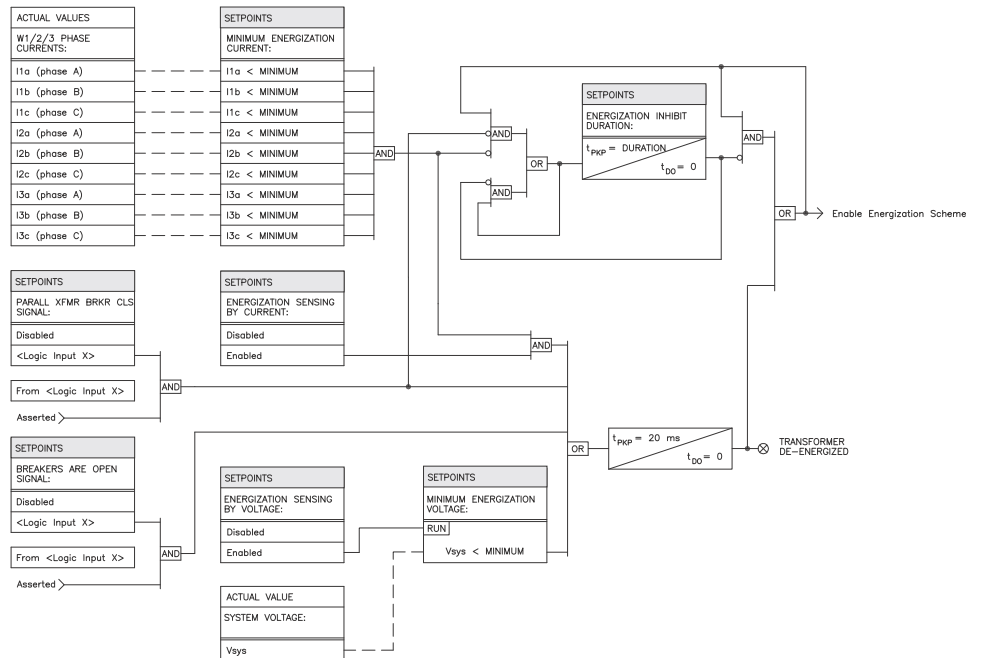 ACTUAL VALUES
W1/2/3 PHASE
CURRENTS:
I1a (phase A)
I1b (phase B)
I1c (phase C)
I2a (phase A)
I2b (phase B)
I2c (phase C)
I3a (phase A)
I3b (phase B)
I3c (phase C)
SETPOINTS
MINIMUM ENERGIZATION
CURRENT:
I1a < MINIMUM
I1b < MINIMUM
I1c < MINIMUM
I2a < MINIMUM
I2b < MINIMUM
I2c < MINIMUM
I3a < MINIMUM
I3b < MINIMUM
I3c < MINIMUM
AND
AND
AND
OR
SETPOINTS
ENERGIZATION INHIBIT
DURATION:
tPKP = DURATION
tDO = 0
AND
OR
Enable Energization Scheme
SETPOINTS
PARALL XFMR BRKR CLS
SIGNAL:
Disabled
<Logic Input X>
From <Logic Input X>
Asserted
AND
SETPOINTS
ENERGIZATION SENSING
BY CURRENT:
Disabled
Enabled
AND
SETPOINTS
BREAKERS ARE OPEN
SIGNAL:
Disabled
<Logic Input X>
From <Logic Input X>
Asserted
AND
SETPOINTS
ENERGIZATION SENSING
BY VOLTAGE:
Disabled
Enabled
SETPOINTS
MINIMUM ENERGIZATION
VOLTAGE:
RUN
Vsys < MINIMUM
OR
tPKP = 20 ms
tDO = 0
TRANSFORMER
DE-ENERGIZED
ACTUAL VALUE
SYSTEM VOLTAGE:
Vsys